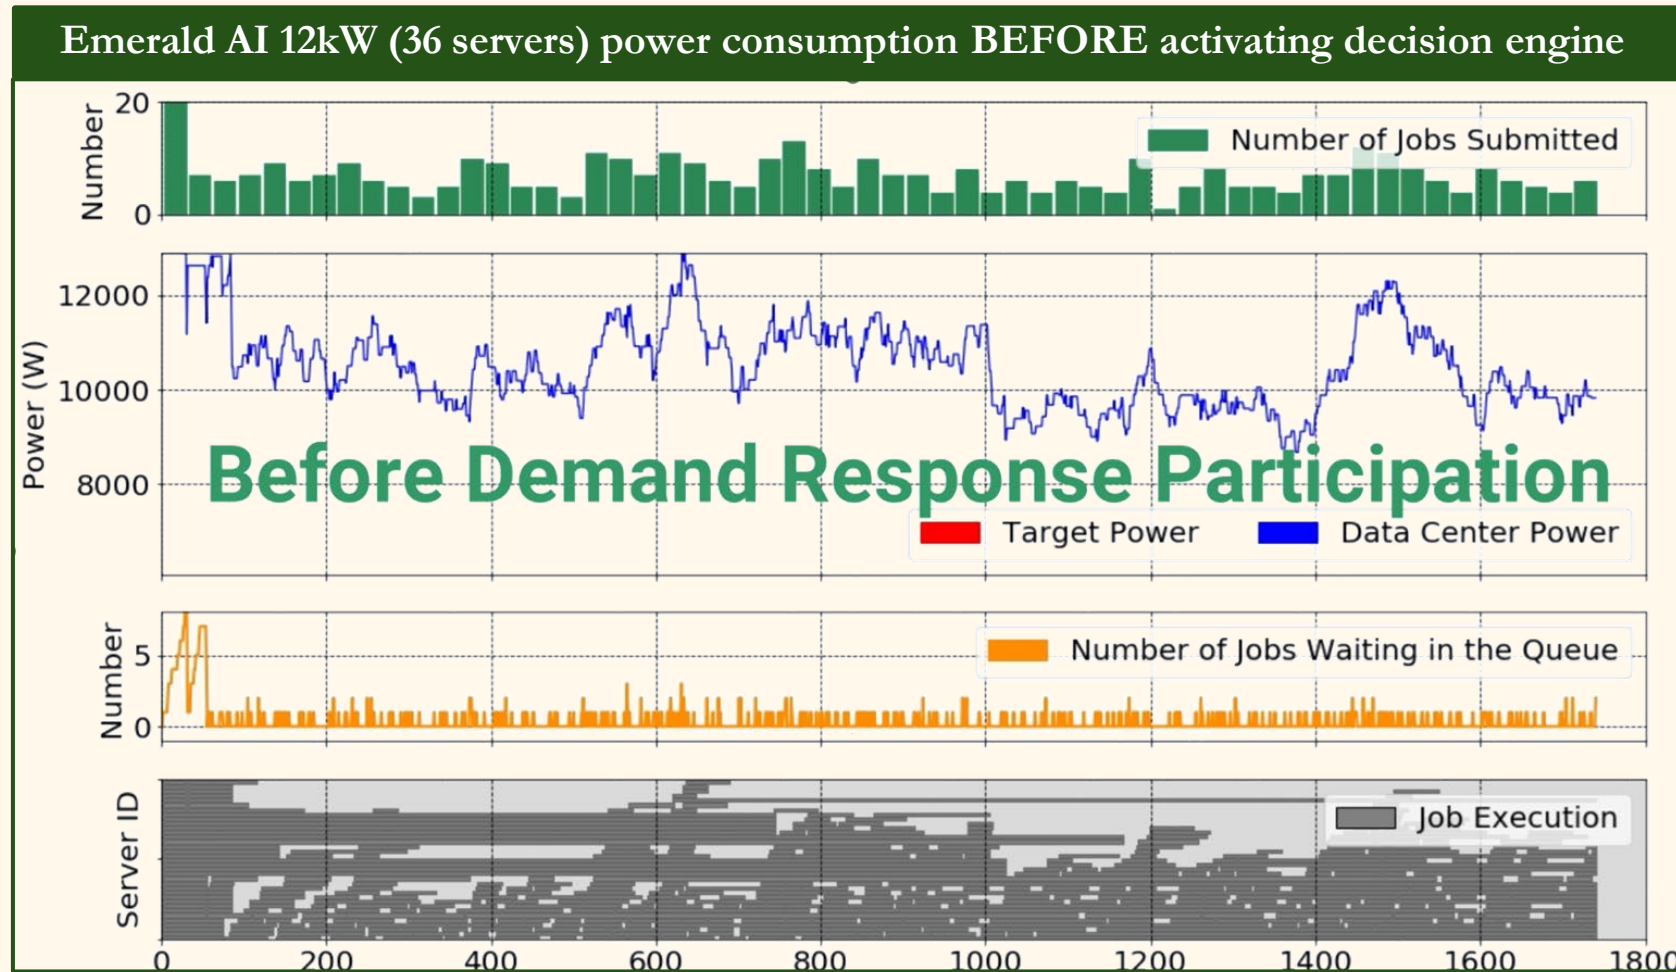 Emerald AI 12kW (36 servers) power consumption BEFORE activating decision engine
Number
20
0
Number of Jobs Submitted
Power (W)
12000
10000
8000
Before Demand Response Participation
Target Power
Data Center Power
Number
5
0
Number of Jobs Waiting in the Queue
Server ID
Job Execution
0 200 400 600 800 1000 1200 1400 1600 1800